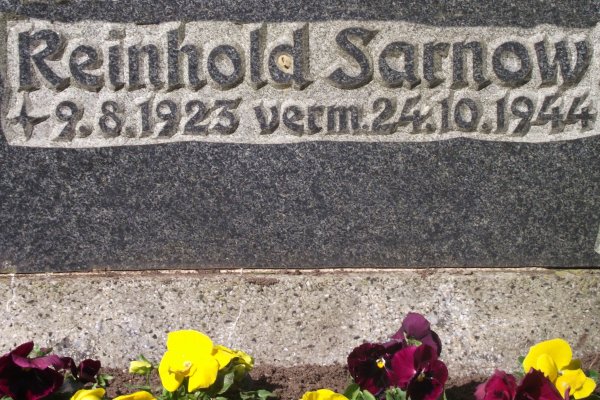 Reinhold Sarnow
✦ 9.8.1923 verm. 24.10.1944